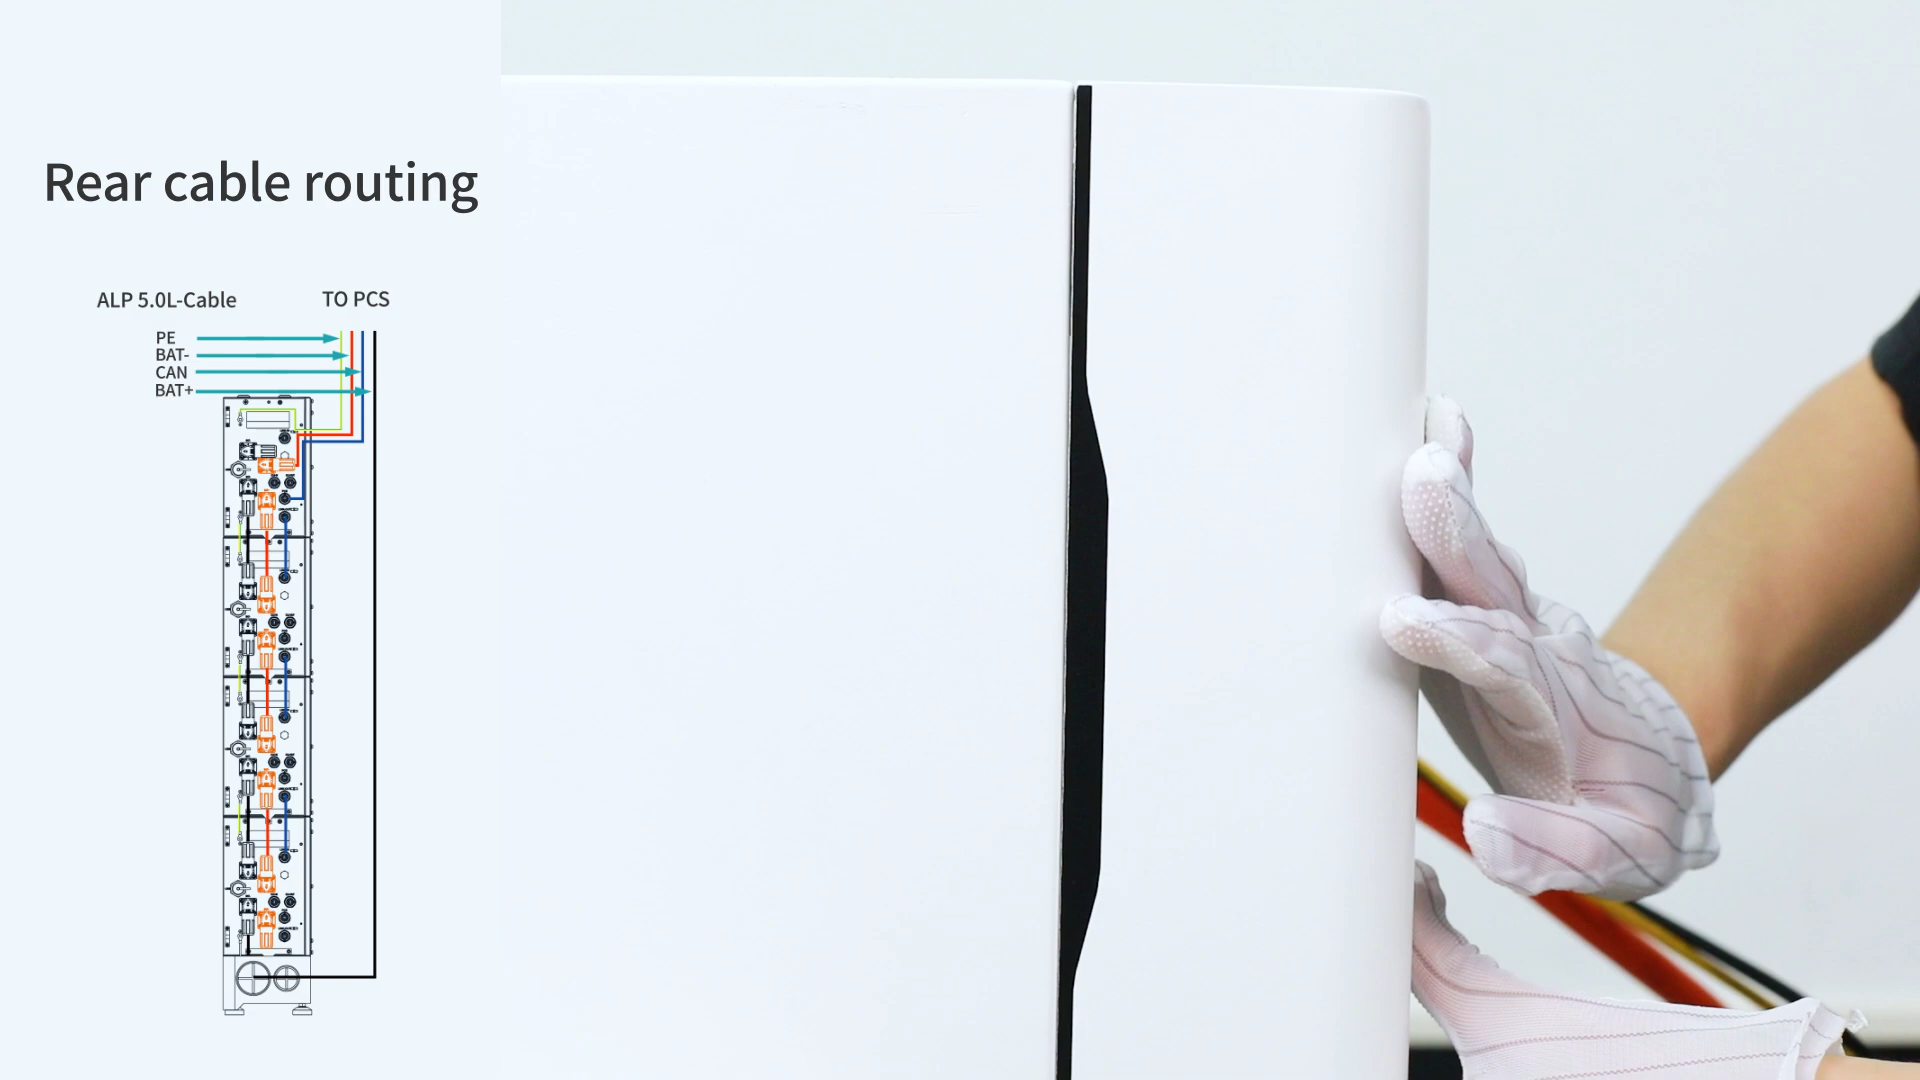 Rear cable routing
ALP 5.0L-Cable
TO PCS
PE
BAT-
CAN
BAT+